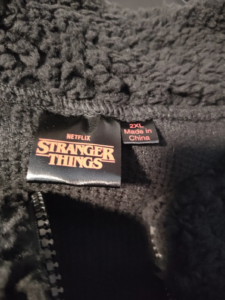 NETFLIX
STRANGER
THINGS
2XL
Made in
China